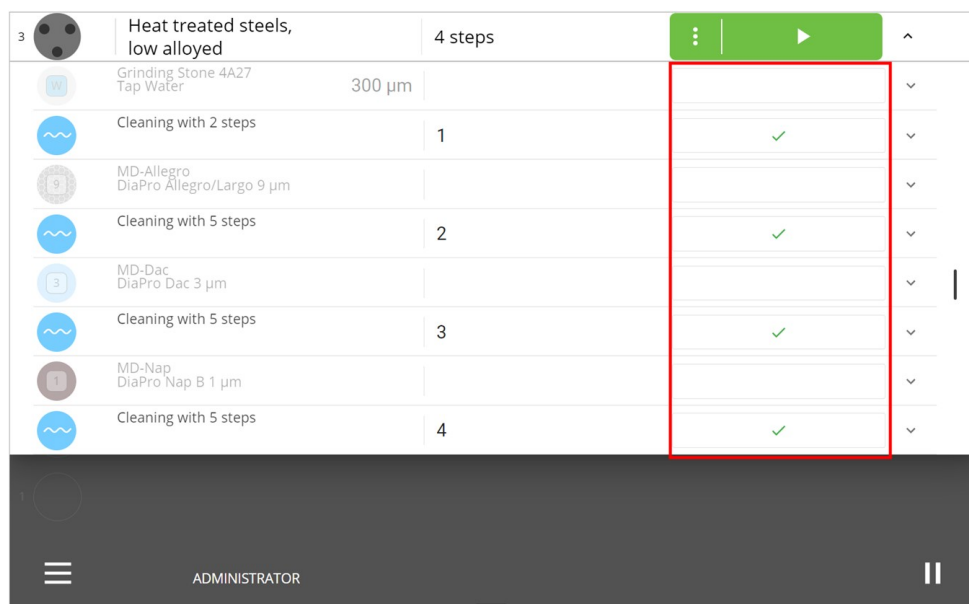 3
Heat treated steels,
low alloyed
4 steps
W
Grinding Stone 4A27
Tap Water
300 µm
Cleaning with 2 steps
1
9
MD-Allegro
DiaPro Allegro/Largo 9 µm
Cleaning with 5 steps
2
3
MD-Dac
DiaPro Dac 3 µm
Cleaning with 5 steps
3
1
MD-Nap
DiaPro Nap B 1 µm
Cleaning with 5 steps
4
1
ADMINISTRATOR